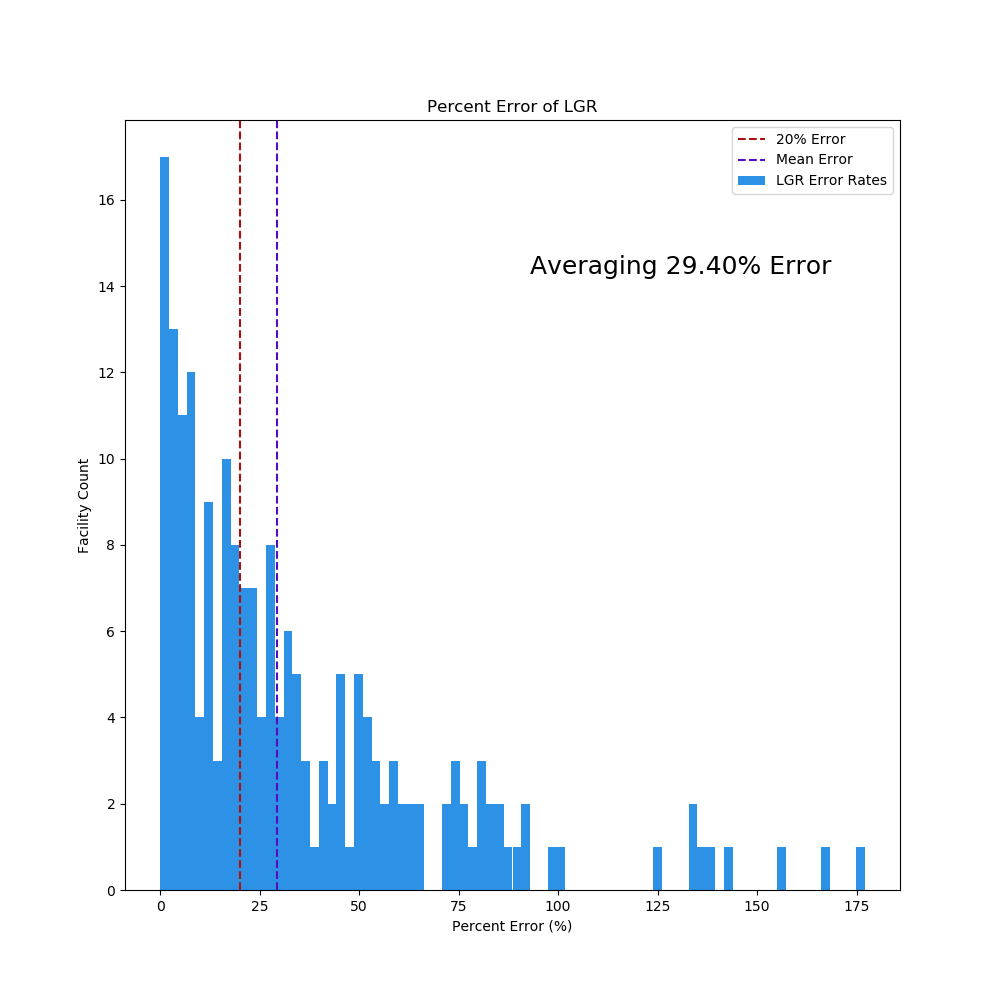 Percent Error of LGR
20% Error
Mean Error
LGR Error Rates
Averaging 29.40% Error
16
14
12
10
8
6
4
2
0
Facility Count
0 25 50 75 100 125 150 175
Percent Error (%)